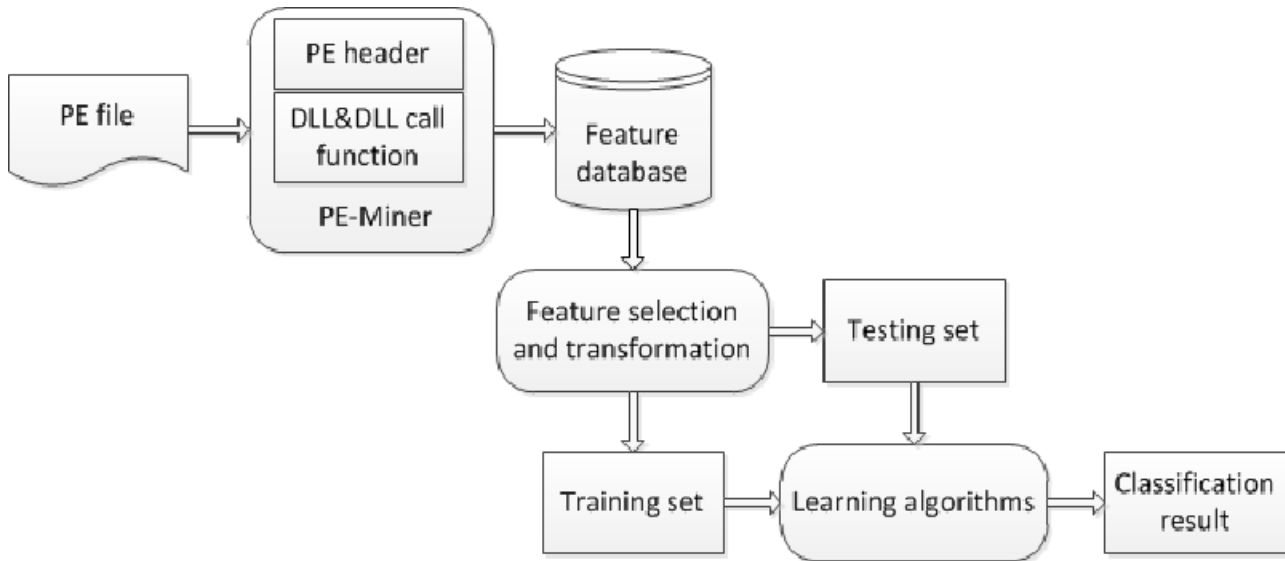 PE file
PE header
DLL&DLL call
function
PE-Miner
Feature
database
Feature selection
and transformation
Testing set
Training set
Learning algorithms
Classification
result